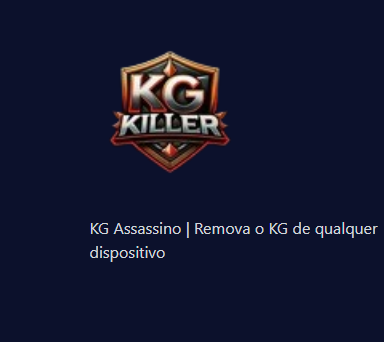 KG
KILLER
KG Assassino | Remova o KG de qualquer
dispositivo